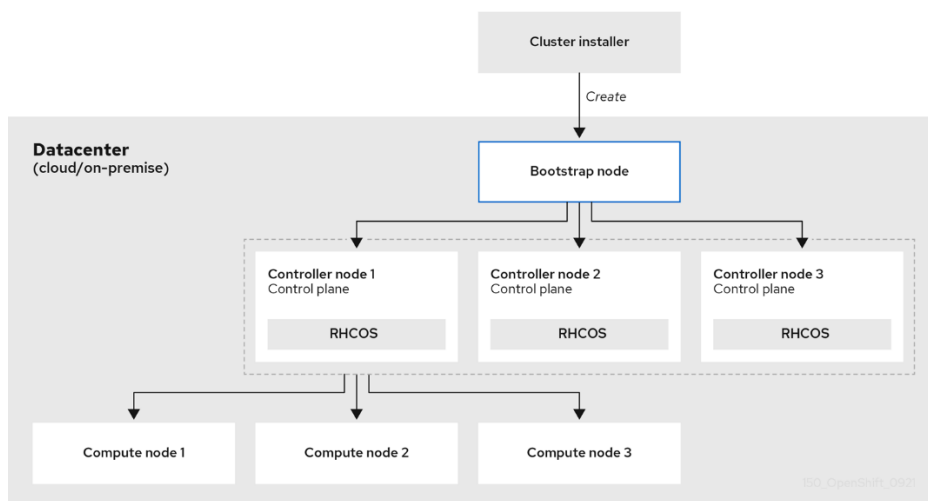 Cluster installer
Create
Datacenter
(cloud/on-premise)
Bootstrap node
Controller node 1
Control plane
RHCOS
Controller node 2
Control plane
RHCOS
Controller node 3
Control plane
RHCOS
Compute node 1
Compute node 2
Compute node 3
150_OpenShift_0921